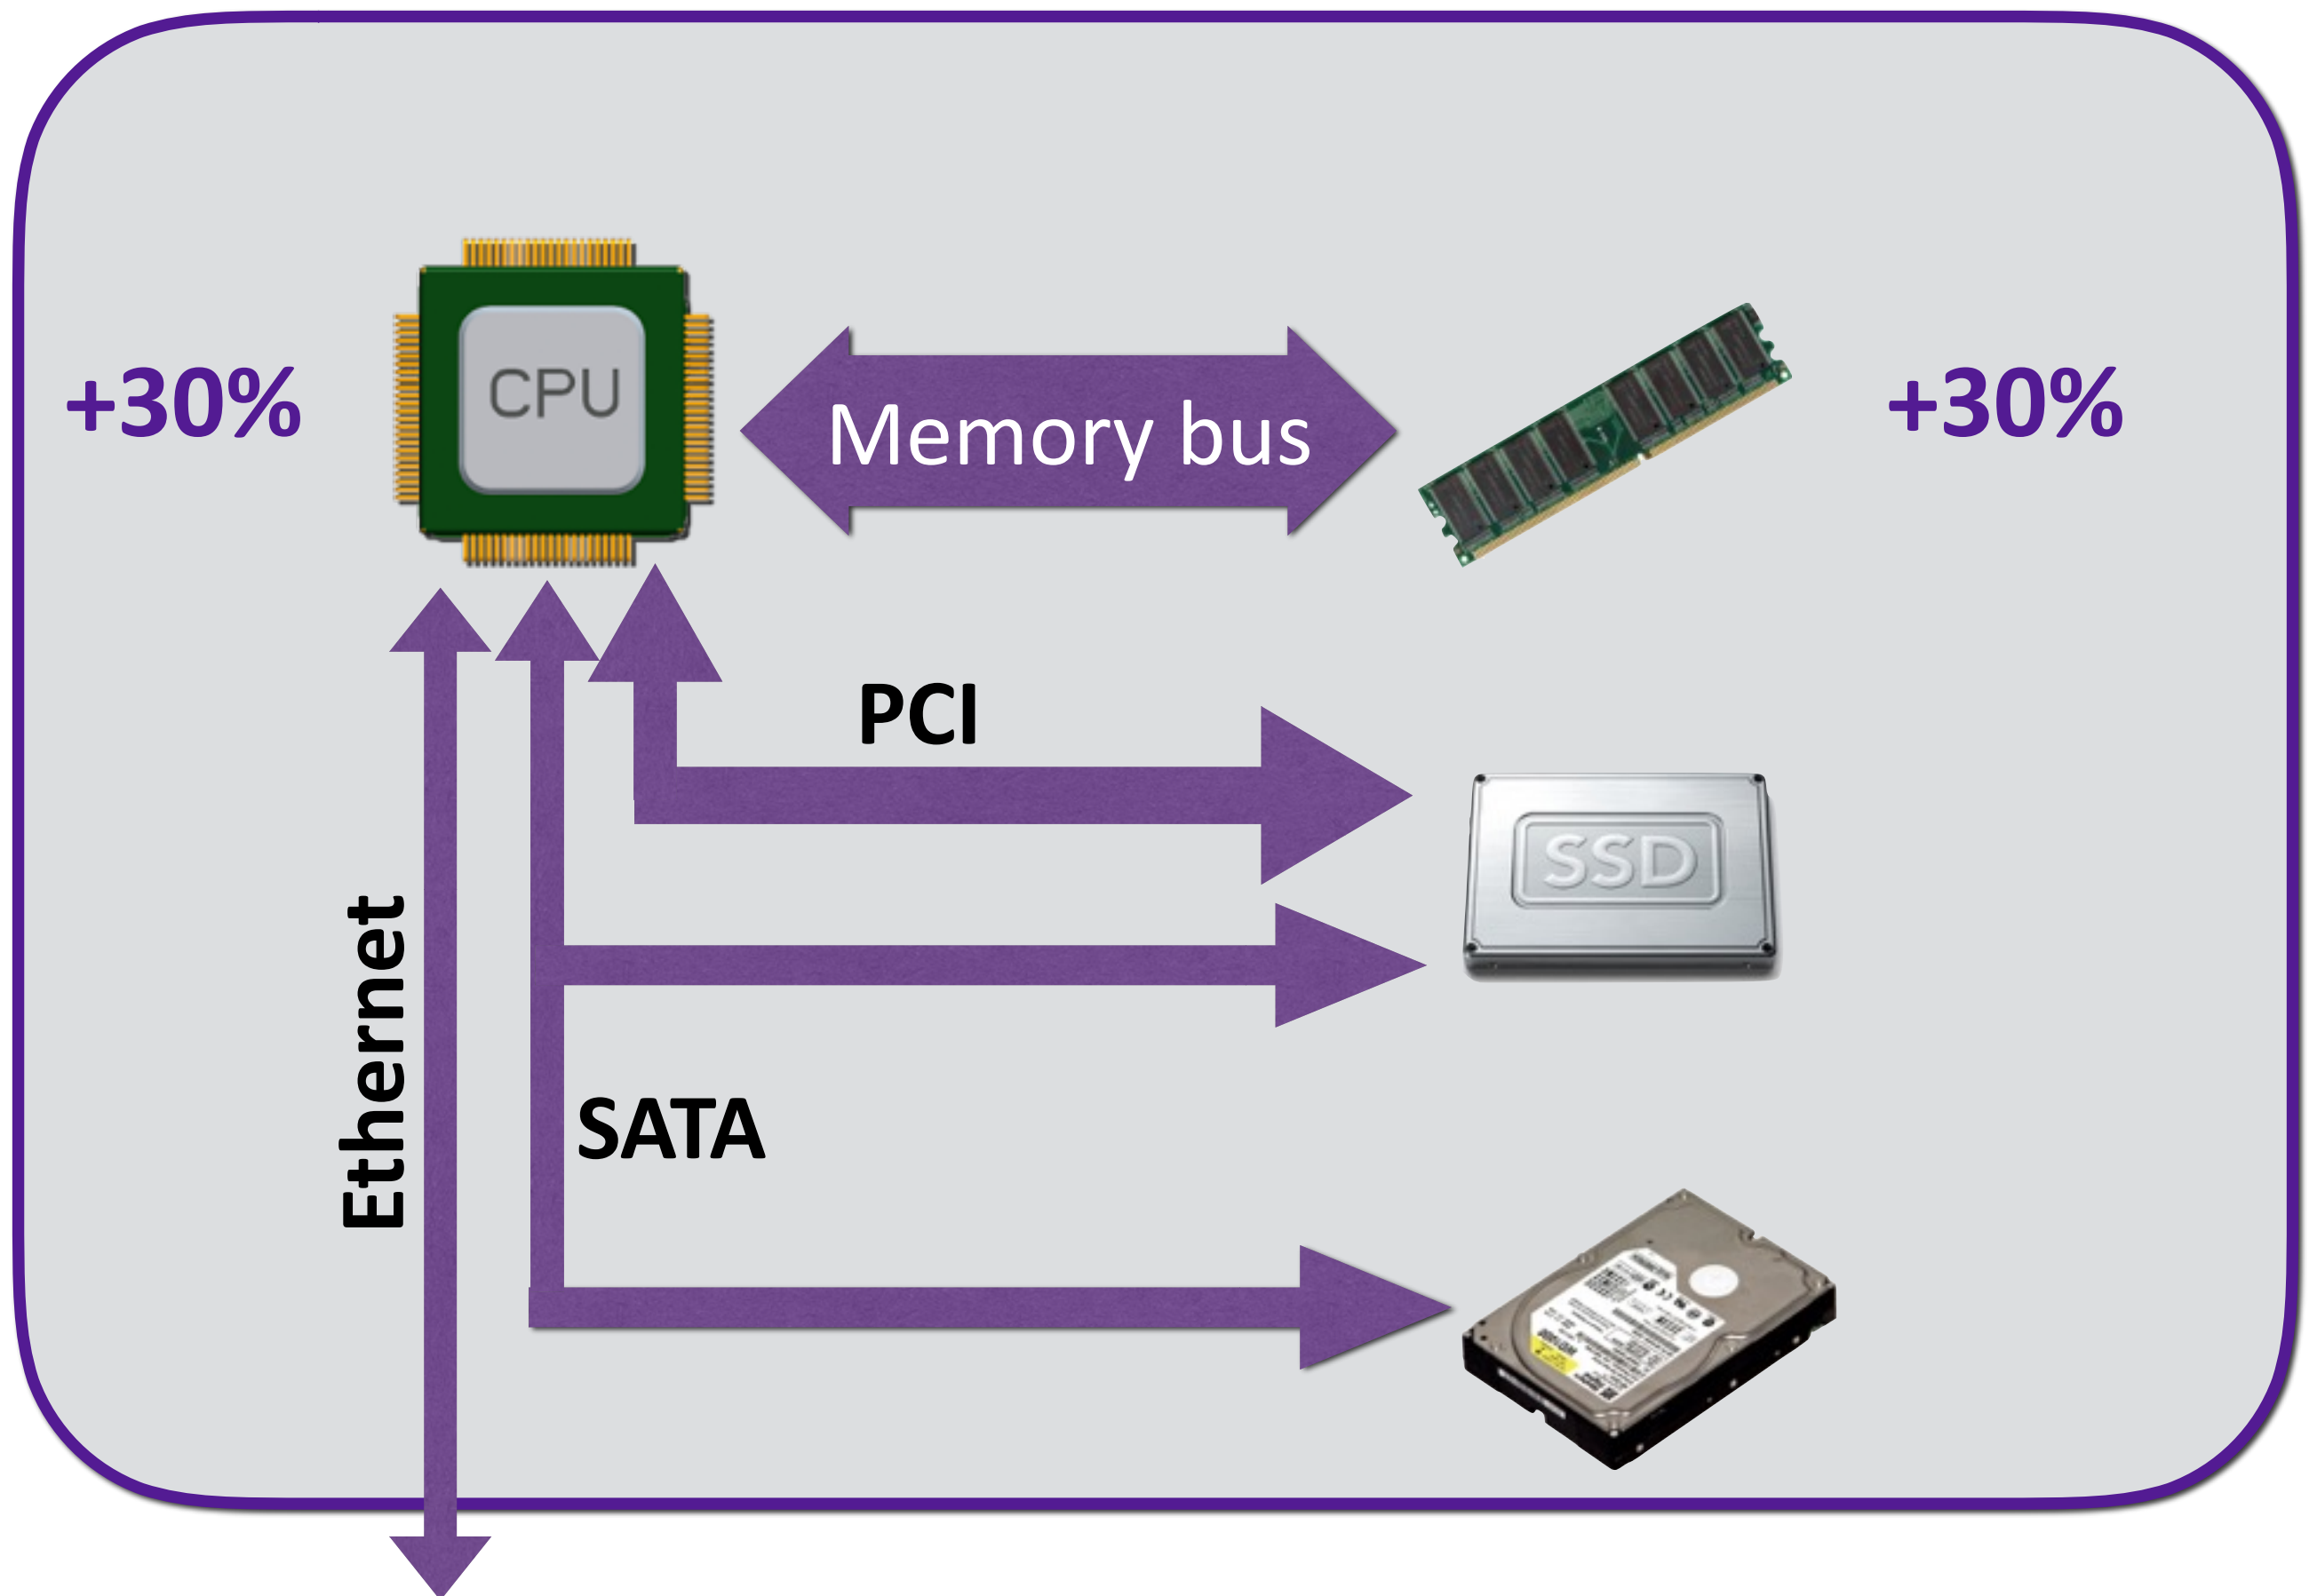 CPU
+30%
Memory bus
+30%
PCI
SSD
Ethernet
SATA